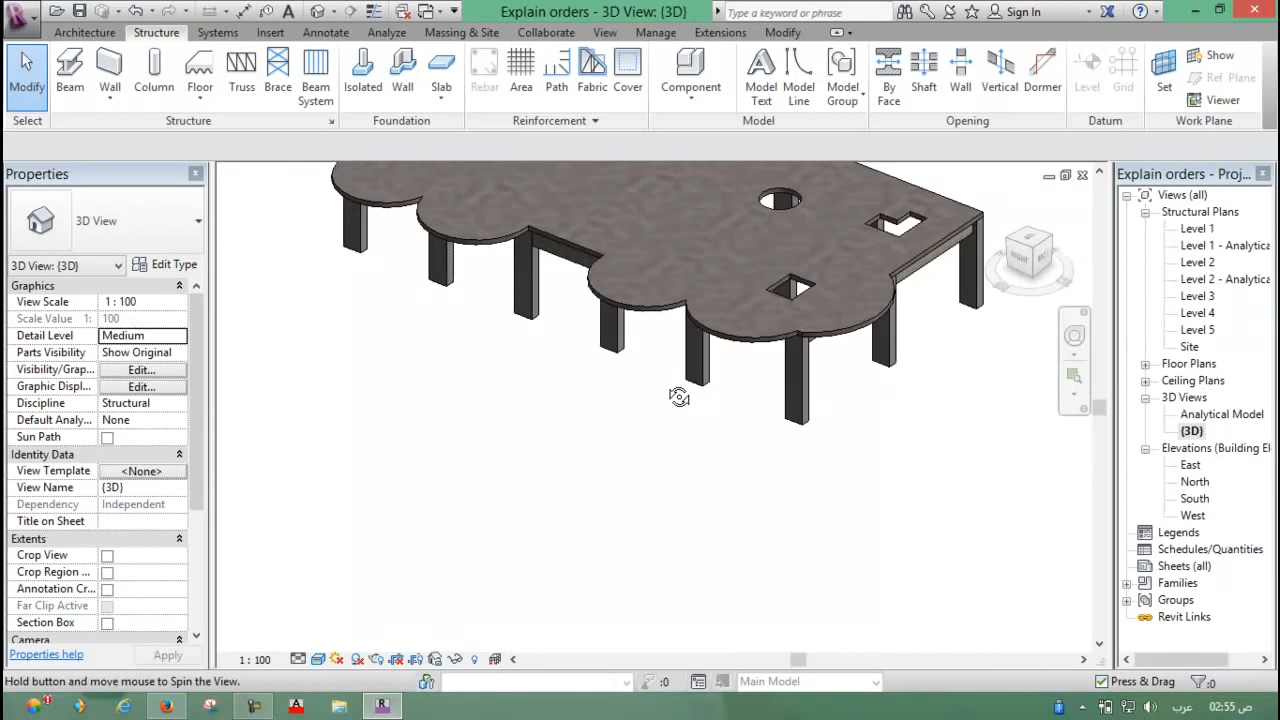 Explain orders - 3D View: {3D}
Type a keyword or phrase
Sign In
Architecture Structure Systems Insert Annotate Analyze Massing & Site Collaborate View Manage Extensions Modify
Modify Beam Wall Column Floor Truss Brace Beam System Isolated Wall Slab Rebar Area Path Fabric Cover Component Model Text Model Line Model Group By Face Shaft Wall Vertical Dormer Level Grid Set
Show
Ref Plane
Viewer
Select Structure Foundation Reinforcement Model Opening Datum Work Plane
Properties
3D View
3D View: {3D} Edit Type
Graphics
View Scale 1 : 100
Scale Value 1: 100
Detail Level Medium
Parts Visibility Show Original
Visibility/Grap... Edit...
Graphic Displ... Edit...
Discipline Structural
Default Analy... None
Sun Path
Identity Data
View Template <None>
View Name {3D}
Dependency Independent
Title on Sheet
Extents
Crop View
Crop Region ...
Annotation Cr...
Far Clip Active
Section Box
Camera
Properties help Apply
RIGHT
1 : 100
Explain orders - Proj...
Views (all)
Structural Plans
Level 1
Level 1 - Analytica
Level 2
Level 2 - Analytica
Level 3
Level 4
Level 5
Site
Floor Plans
Ceiling Plans
3D Views
Analytical Model
{3D}
Elevations (Building El
East
North
South
West
Legends
Schedules/Quantities
Sheets (all)
Families
Groups
Revit Links
Hold button and move mouse to Spin the View.
:0
Main Model
Press & Drag
:0
عرب
02:55 ص